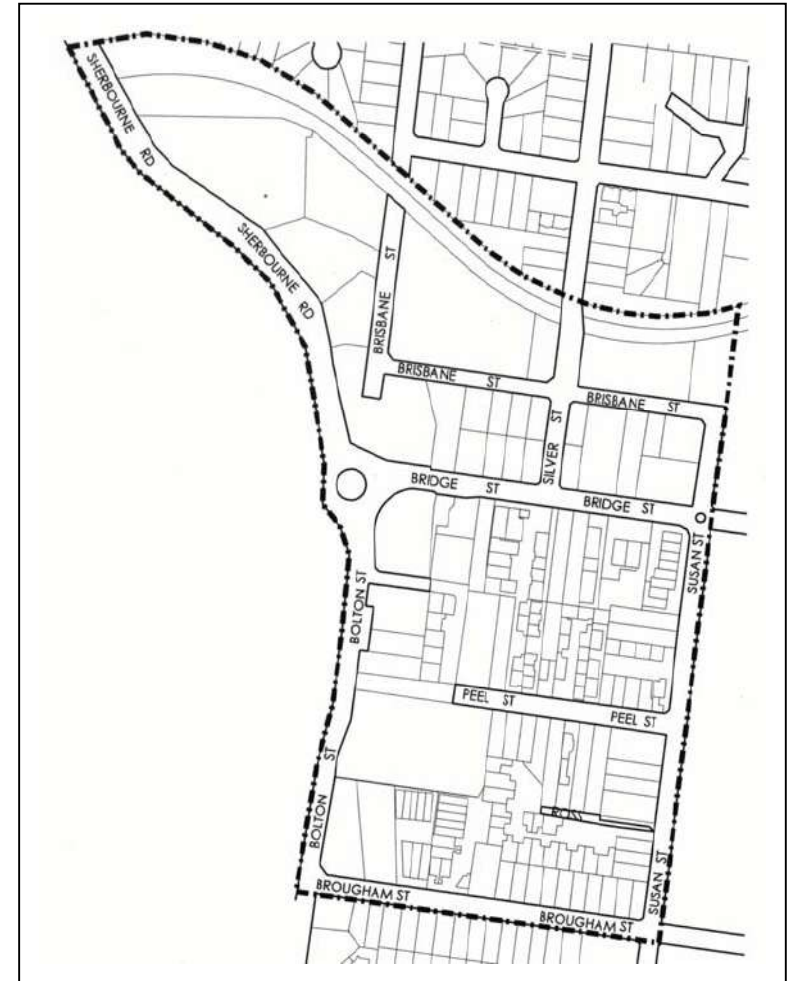 SHERBOURNE RD
SHERBOURNE RD
BRISBANE ST
BRISBANE ST
BRISBANE ST
SILVER ST
BRIDGE ST
BRIDGE ST
SUSAN ST
BOLTON ST
PEEL ST
PEEL ST
BOLTON ST
ROSS
SUSAN ST
BROUGHAM ST
BROUGHAM ST